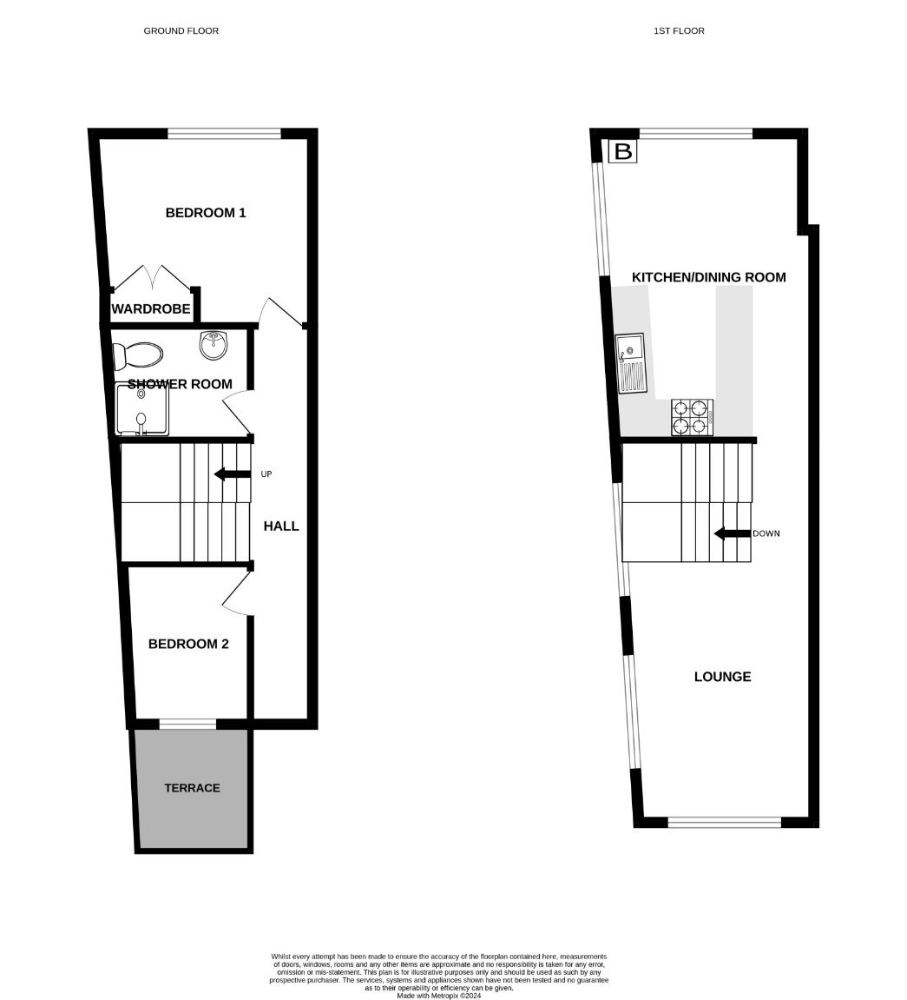 GROUND FLOOR
1ST FLOOR
B
BEDROOM 1
KITCHEN/DINING ROOM
WARDROBE
SHOWER ROOM
UP
HALL
DOWN
BEDROOM 2
LOUNGE
TERRACE
Whilst every attempt has been made to ensure the accuracy of the floorplan contained here, measurements
of doors, windows, rooms and any other items are approximate and no responsibility is taken for any error,
omission or mis-statement. This plan is for illustrative purposes only and should be used as such by any
prospective purchaser. The services, systems and appliances shown have not been tested and no guarantee
as to their operability or efficiency can be given.
Made with Metropix ©2024